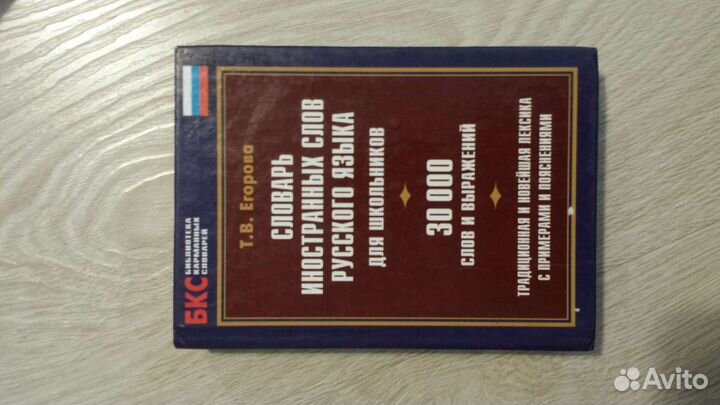 БКС
БИБЛИОТЕКА
КАРМАННЫХ
СЛОВАРЕЙ
Т.В. Егорова
СЛОВАРЬ
ИНОСТРАННЫХ СЛОВ
РУССКОГО ЯЗЫКА
ДЛЯ ШКОЛЬНИКОВ
30 000
СЛОВ И ВЫРАЖЕНИЙ
ТРАДИЦИОННАЯ И НОВЕЙШАЯ ЛЕКСИКА
С ПРИМЕРАМИ И ПОЯСНЕНИЯМИ
Avito